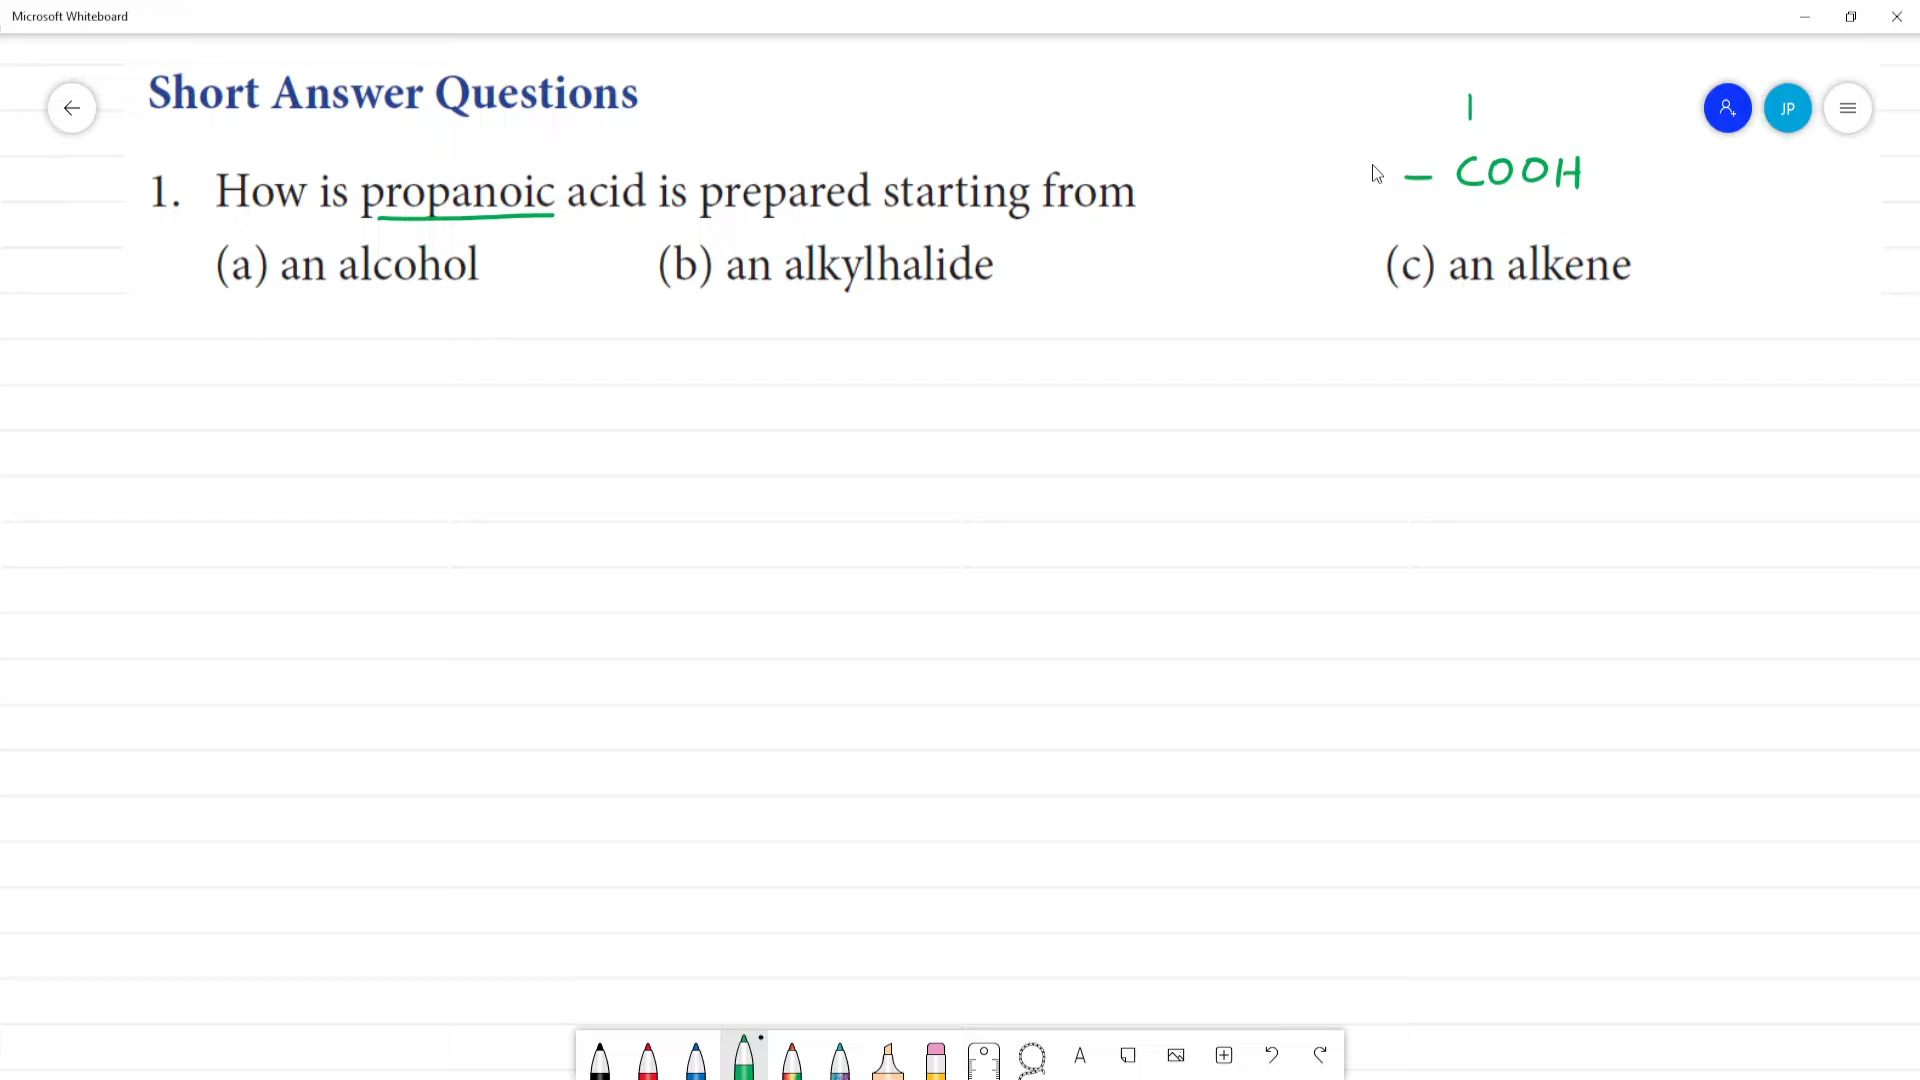 Microsoft Whiteboard
Short Answer Questions
JP
1
1. How is propanoic acid is prepared starting from
– COOH
(a) an alcohol (b) an alkylhalide (c) an alkene
A